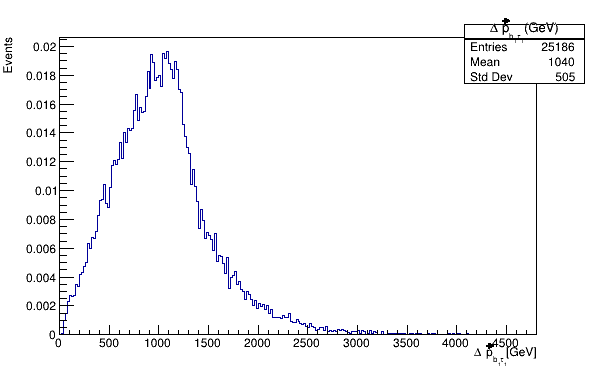 Δ p⃗ b₁τ₁ (GeV)
Entries 25186
Mean 1040
Std Dev 505
Events
0.02
0.018
0.016
0.014
0.012
0.01
0.008
0.006
0.004
0.002
0
0 500 1000 1500 2000 2500 3000 3500 4000 4500
Δ p⃗ b₁τ₁ [GeV]